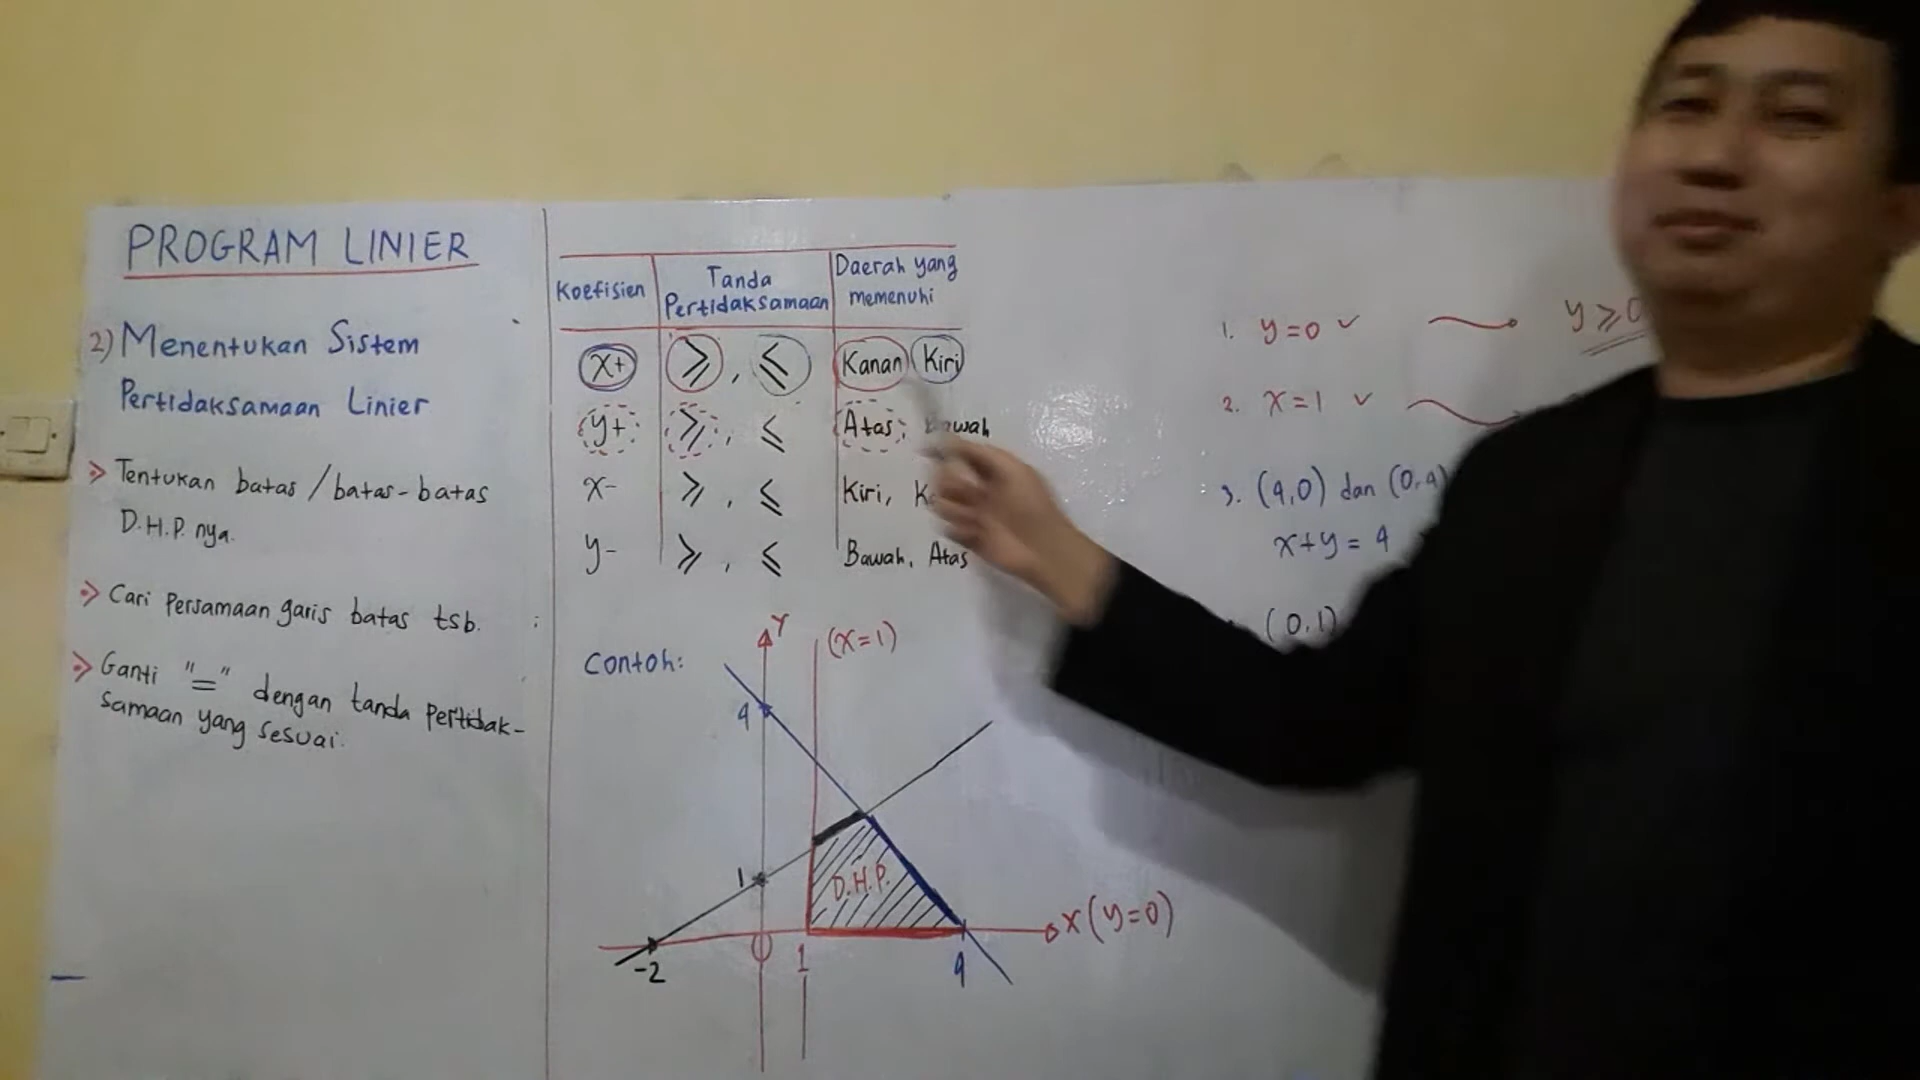 PROGRAM LINIER
2) Menentukan Sistem
Pertidaksamaan Linier
> Tentukan batas / batas-batas
D.H.P. nya.
> Cari persamaan garis batas tsb.
> Ganti "=" dengan tanda pertidak-
samaan yang sesuai.
Koefisien
Tanda
Pertidaksamaan
Daerah yang
memenuhi
x+ ≥ , ≤ Kanan Kiri
y+ ≥ , ≤ Atas, Bawah
x- ≥ , ≤ Kiri,
y- ≥ , ≤ Bawah, Atas
Contoh:
Y
(x=1)
4
1
D.H.P.
X (y=0)
-2
0
1
4
1. y=0 ✓ y≥0
2. x=1 ✓
3. (4,0) dan (0,4)
x+y = 4
(0,1)